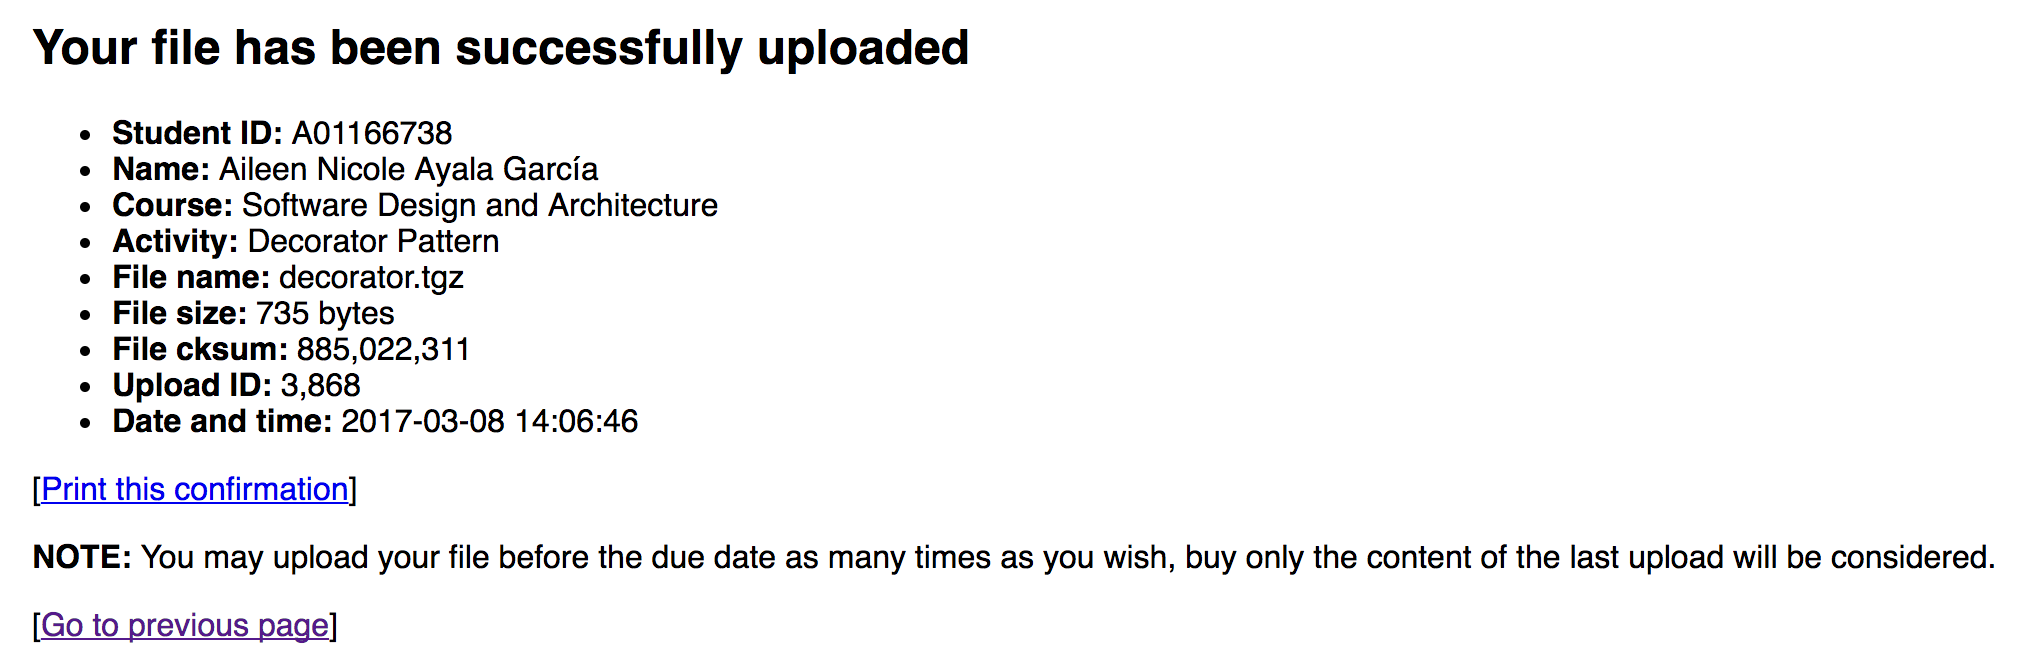 Your file has been successfully uploaded
• Student ID: A01166738
• Name: Aileen Nicole Ayala García
• Course: Software Design and Architecture
• Activity: Decorator Pattern
• File name: decorator.tgz
• File size: 735 bytes
• File cksum: 885,022,311
• Upload ID: 3,868
• Date and time: 2017-03-08 14:06:46
[Print this confirmation]
NOTE: You may upload your file before the due date as many times as you wish, buy only the content of the last upload will be considered.
[Go to previous page]